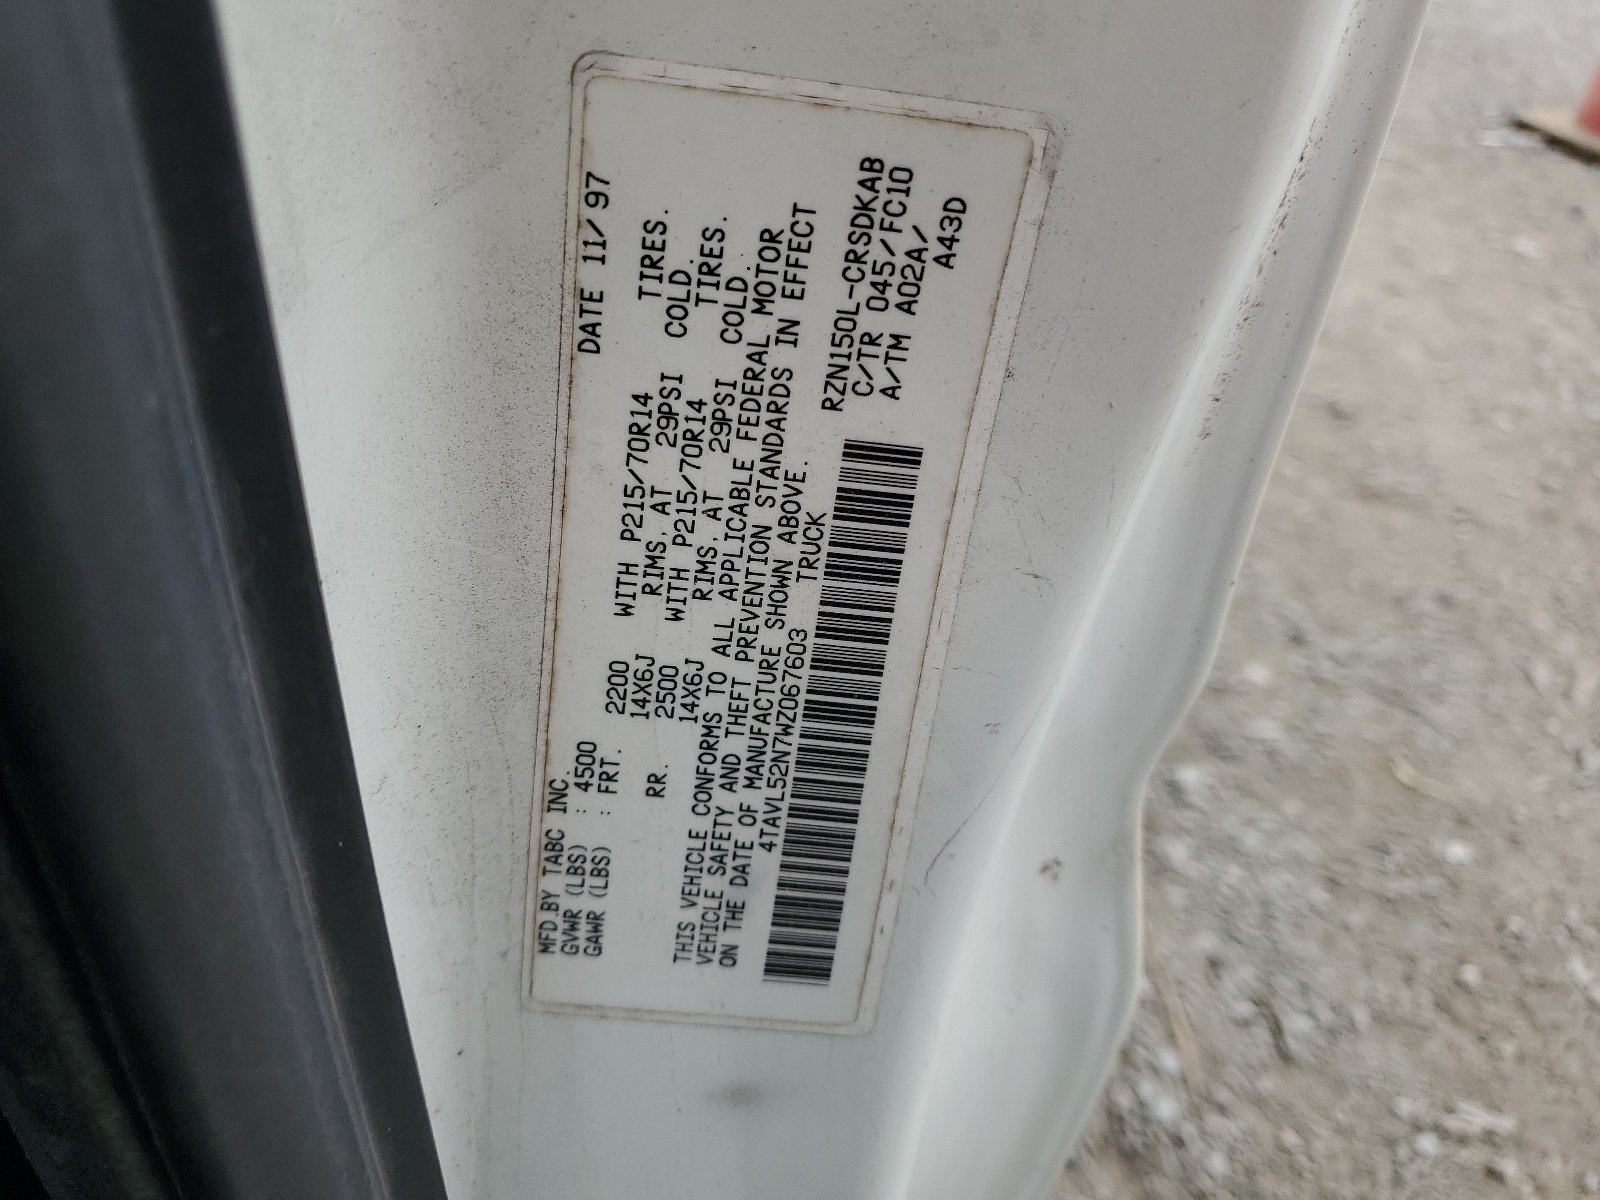 MFD.BY TABC INC. DATE 11/97
GVWR (LBS) : 4500
GAWR (LBS) : FRT. 2200 WITH P215/70R14 TIRES.
14X6J RIMS, AT 29PSI COLD.
RR. 2500 WITH P215/70R14 TIRES.
14X6J RIMS, AT 29PSI COLD.
THIS VEHICLE CONFORMS TO ALL APPLICABLE FEDERAL MOTOR
VEHICLE SAFETY AND THEFT PREVENTION STANDARDS IN EFFECT
ON THE DATE OF MANUFACTURE SHOWN ABOVE.
4TAVL52N7WZ067603 TRUCK
RZN150L-CRSDKAB
C/TR 045/FC10
A/TM A02A/
A43D